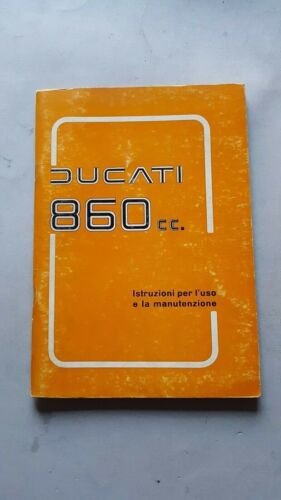 DUCATI
860 cc.
Istruzioni per l'uso
e la manutenzione